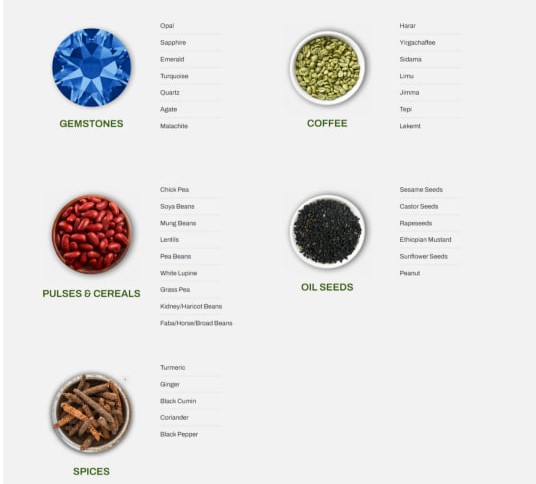 Opal
Sapphire
Emerald
Turquoise
Quartz
Agate
Malachite
GEMSTONES
Harar
Yirgachaffee
Sidama
Limu
Jimma
Tepi
Lekemt
COFFEE
Chick Pea
Soya Beans
Mung Beans
Lentils
Pea Beans
White Lupine
Grass Pea
Kidney/Haricot Beans
Faba/Horse/Broad Beans
PULSES & CEREALS
Sesame Seeds
Castor Seeds
Rapeseeds
Ethiopian Mustard
Sunflower Seeds
Peanut
OIL SEEDS
Turmeric
Ginger
Black Cumin
Coriander
Black Pepper
SPICES